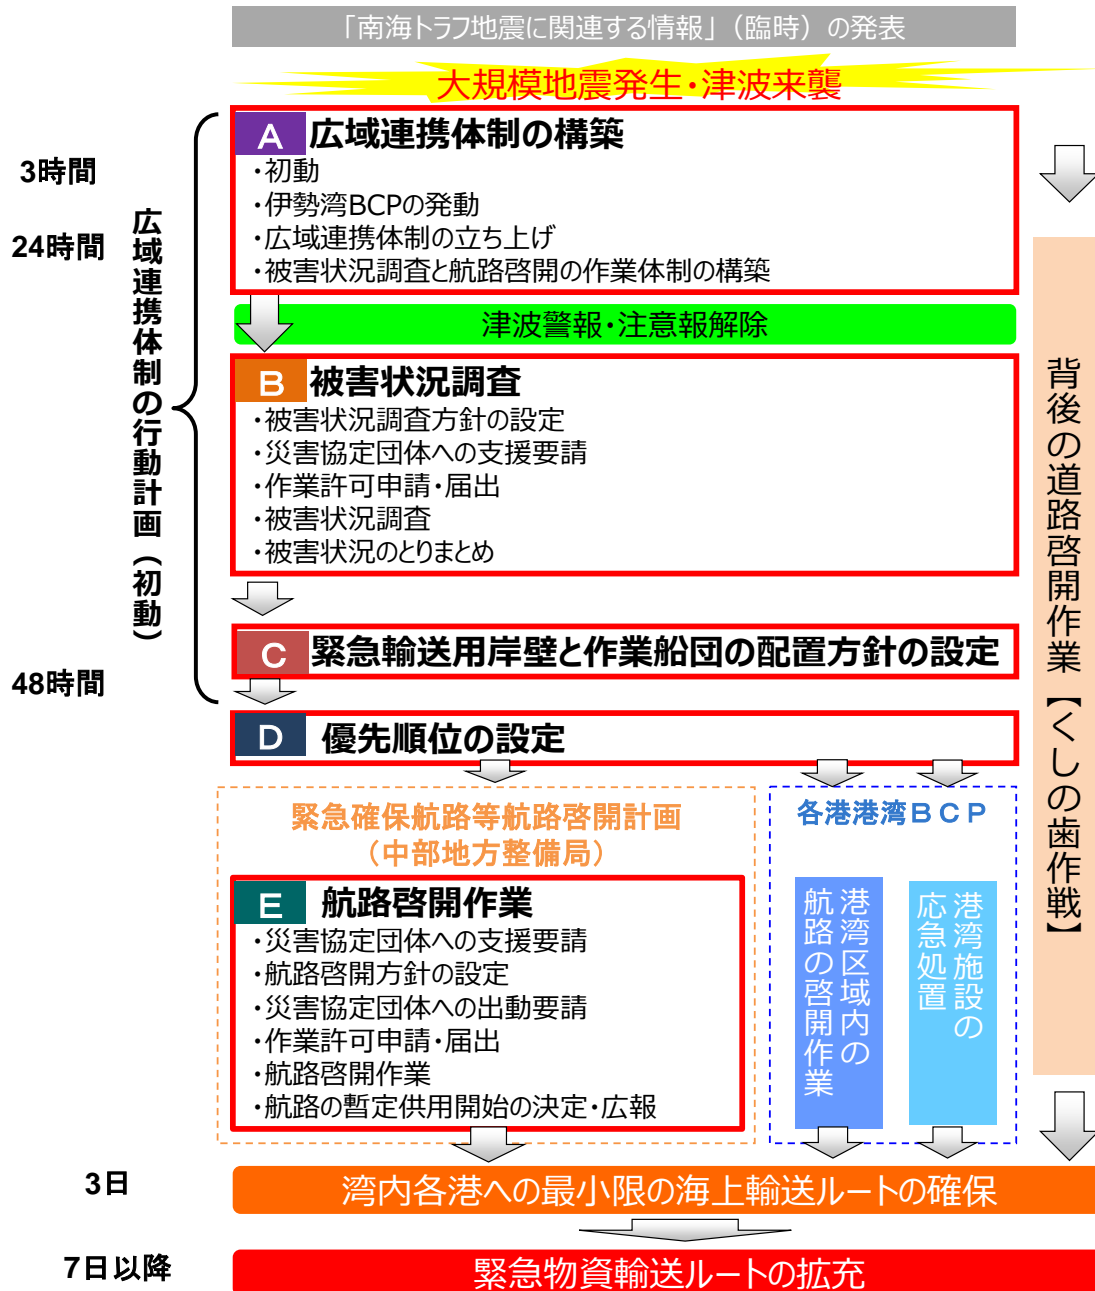 「南海トラフ地震に関連する情報」（臨時）の発表
大規模地震発生・津波来襲
A 広域連携体制の構築
・初動
・伊勢湾BCPの発動
・広域連携体制の立ち上げ
・被害状況調査と航路啓開の作業体制の構築
3時間
24時間
広域連携体制の行動計画（初動）
津波警報・注意報解除
B 被害状況調査
・被害状況調査方針の設定
・災害協定団体への支援要請
・作業許可申請・届出
・被害状況調査
・被害状況のとりまとめ
C 緊急輸送用岸壁と作業船団の配置方針の設定
48時間
D 優先順位の設定
緊急確保航路等航路啓開計画
（中部地方整備局）
E 航路啓開作業
・災害協定団体への支援要請
・航路啓開方針の設定
・災害協定団体への出動要請
・作業許可申請・届出
・航路啓開作業
・航路の暫定供用開始の決定・広報
各港港湾ＢＣＰ
港湾区域内の
航路の啓開作業
港湾施設の
応急処置
背後の道路啓開作業【くしの歯作戦】
3日
湾内各港への最小限の海上輸送ルートの確保
7日以降
緊急物資輸送ルートの拡充